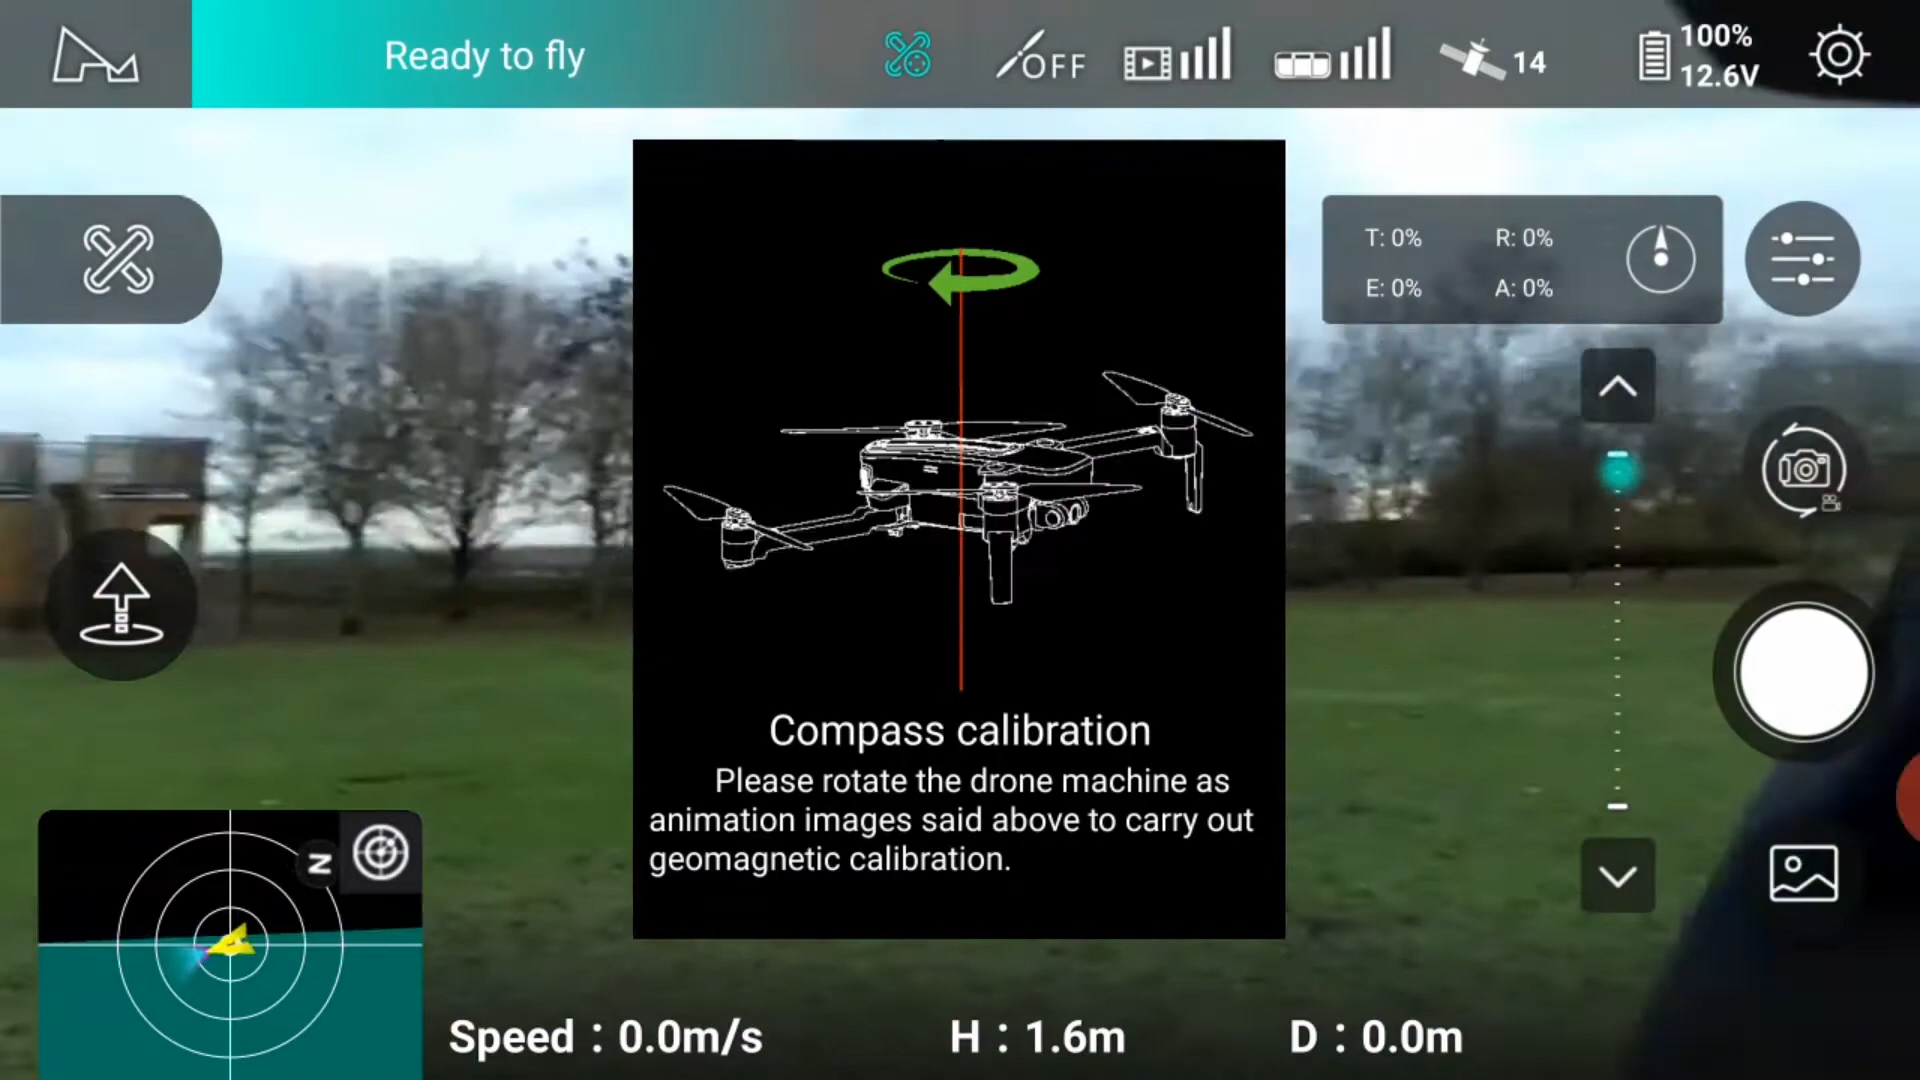 Ready to fly
OFF
14
100%
12.6V
T: 0%
R: 0%
E: 0%
A: 0%
Compass calibration
Please rotate the drone machine as
animation images said above to carry out
geomagnetic calibration.
N
A
Speed : 0.0m/s
H : 1.6m
D : 0.0m